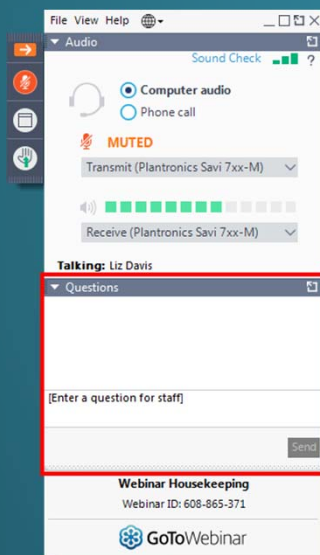 File View Help
Audio
Sound Check ?
Computer audio
Phone call
MUTED
Transmit (Plantronics Savi 7xx-M)
Receive (Plantronics Savi 7xx-M)
Talking: Liz Davis
Questions
[Enter a question for staff]
Send
Webinar Housekeeping
Webinar ID: 608-865-371
GoToWebinar